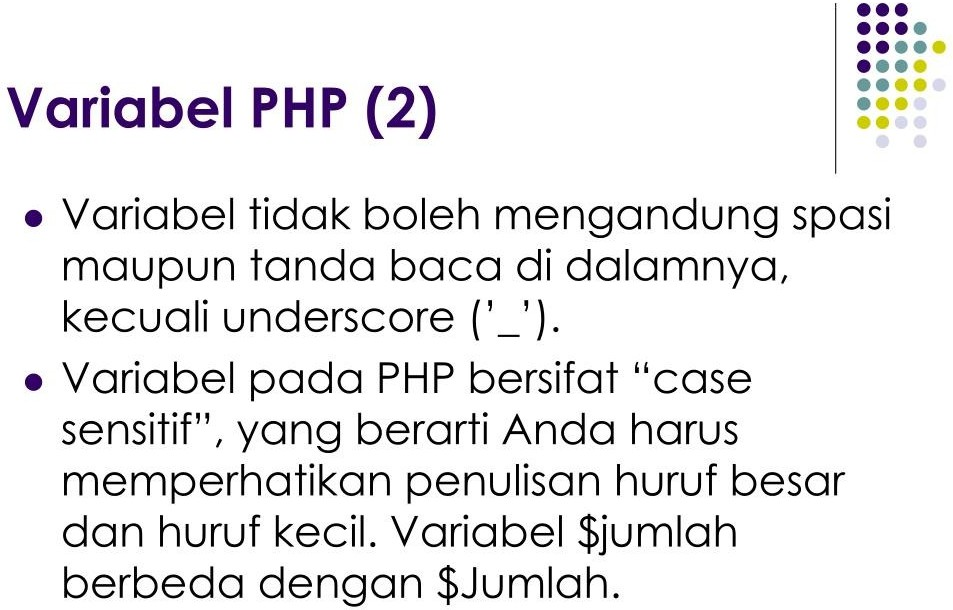 Variabel PHP (2)
Variabel tidak boleh mengandung spasi
maupun tanda baca di dalamnya,
kecuali underscore (’_’).
Variabel pada PHP bersifat “case
sensitif”, yang berarti Anda harus
memperhatikan penulisan huruf besar
dan huruf kecil. Variabel $jumlah
berbeda dengan $Jumlah.